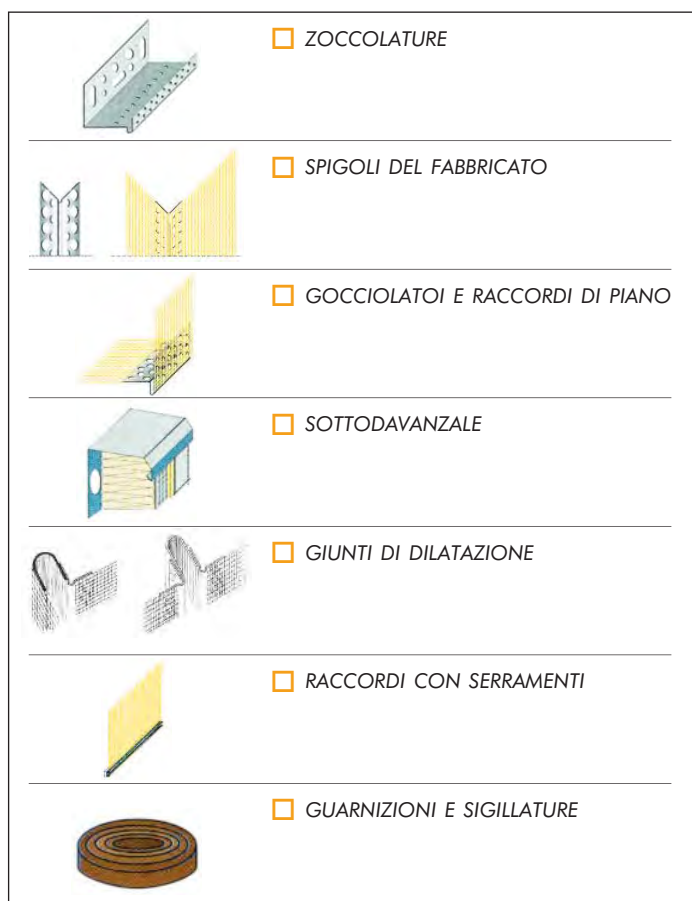 ZOCCOLATURE
SPIGOLI DEL FABBRICATO
GOCCIOLATOI E RACCORDI DI PIANO
SOTTODAVANZALE
GIUNTI DI DILATAZIONE
RACCORDI CON SERRAMENTI
GUARNIZIONI E SIGILLATURE